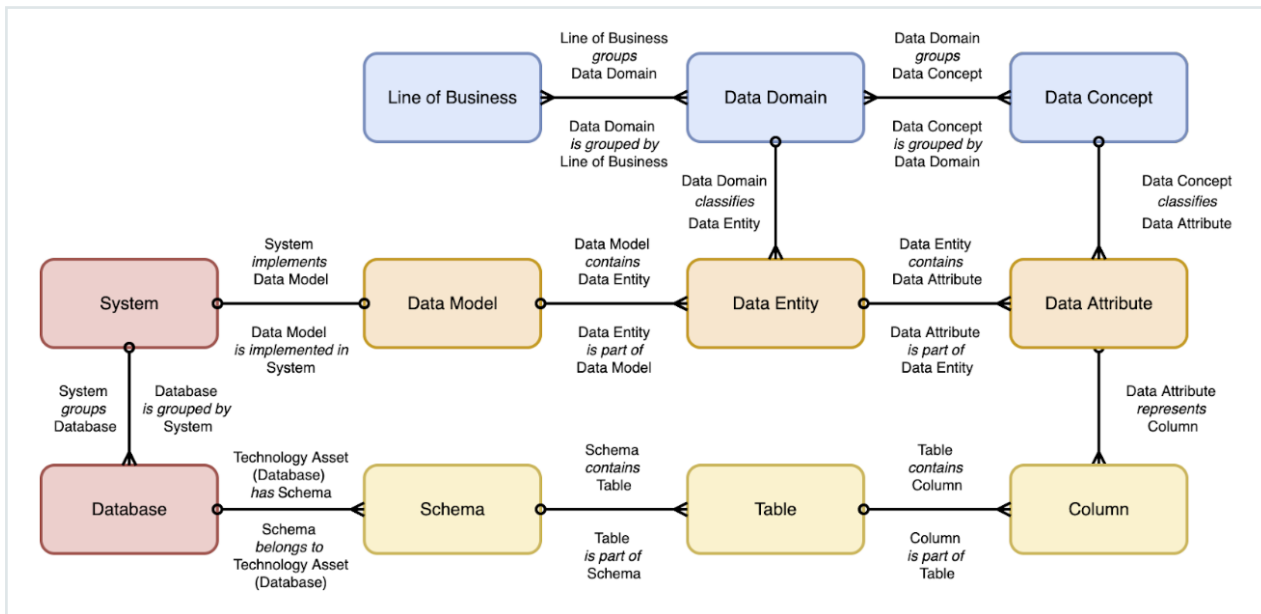 Line of Business
groups
Data Domain
Data Domain
groups
Data Concept
Line of Business
Data Domain
Data Concept
Data Domain
is grouped by
Line of Business
Data Concept
is grouped by
Data Domain
Data Domain
classifies
Data Entity
Data Concept
classifies
Data Attribute
System
implements
Data Model
Data Model
contains
Data Entity
Data Entity
contains
Data Attribute
System
Data Model
Data Entity
Data Attribute
Data Model
is implemented in
System
Data Entity
is part of
Data Model
Data Attribute
is part of
Data Entity
System
groups
Database
Database
is grouped by
System
Data Attribute
represents
Column
Technology Asset
(Database)
has Schema
Schema
contains
Table
Table
contains
Column
Database
Schema
Table
Column
Schema
belongs to
Technology Asset
(Database)
Table
is part of
Schema
Column
is part of
Table